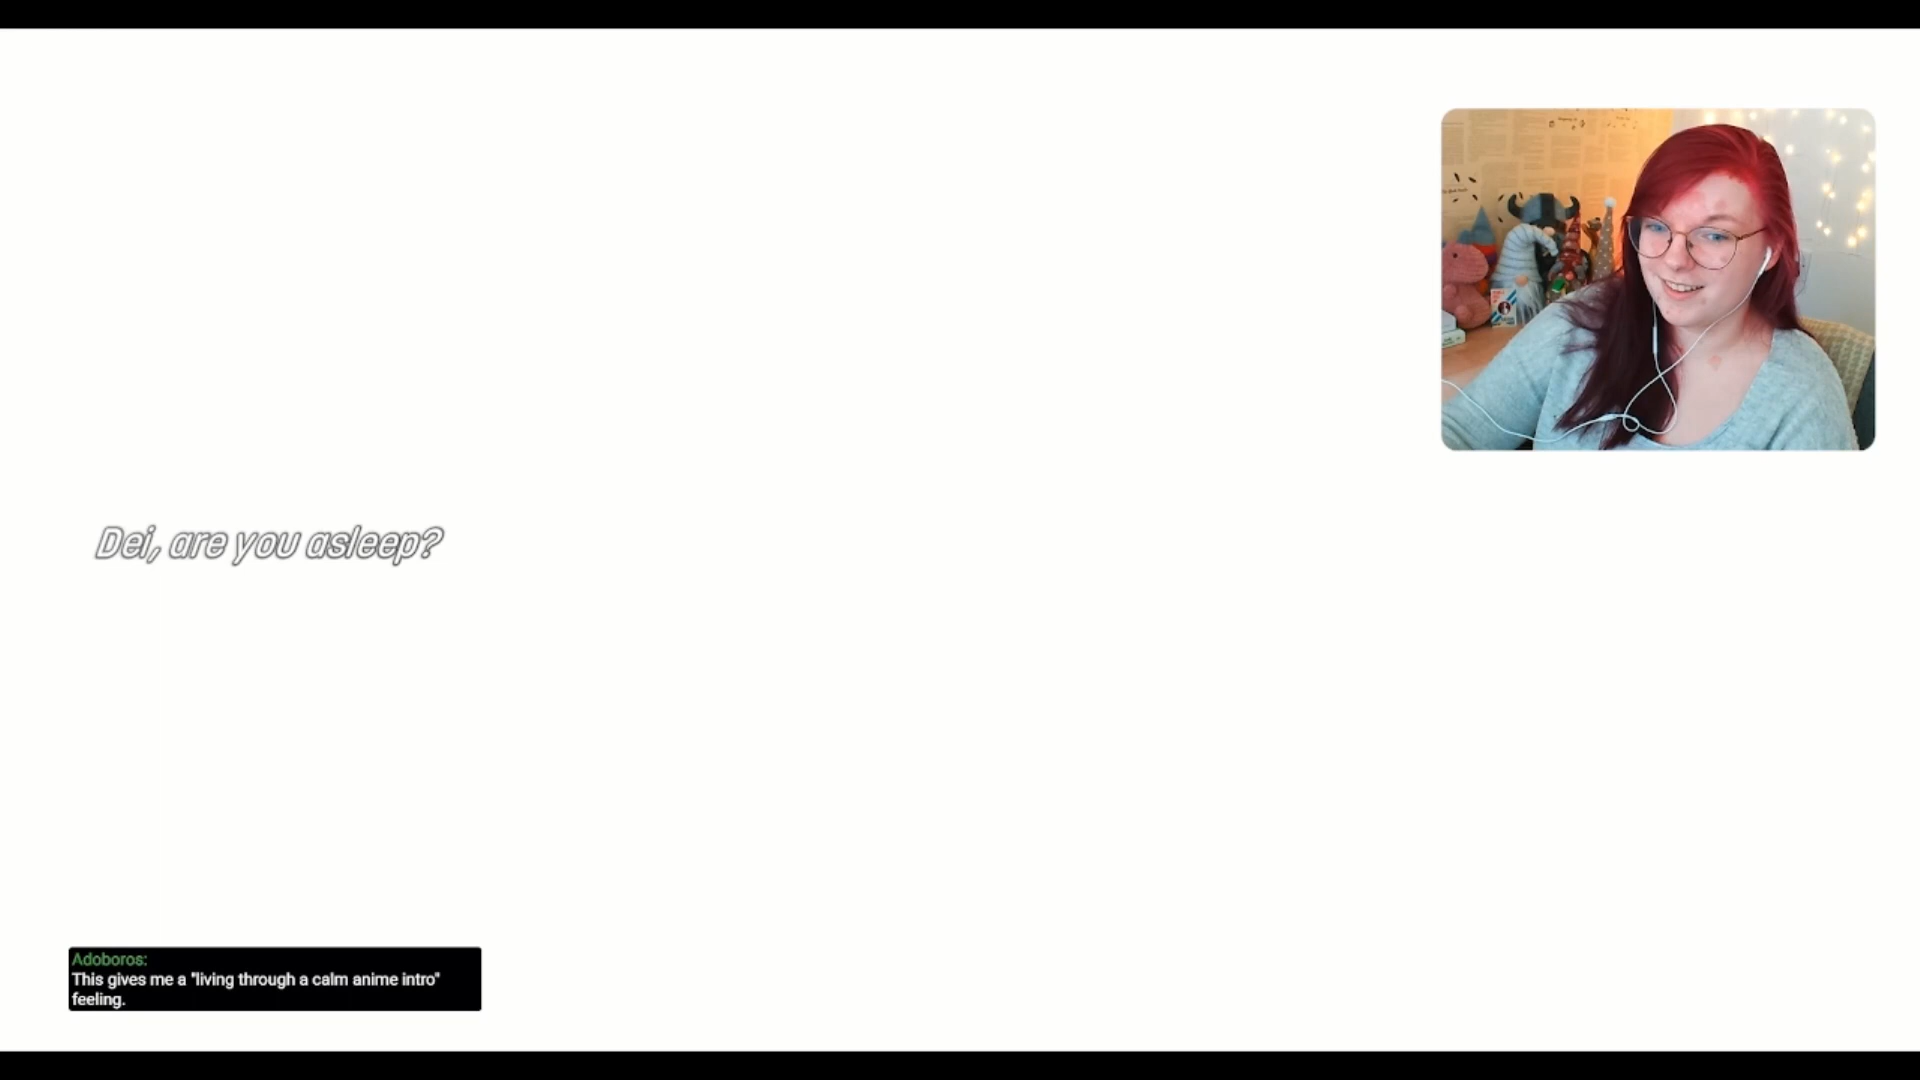 Dei, are you asleep?
Adoboros:
This gives me a "living through a calm anime intro"
feeling.